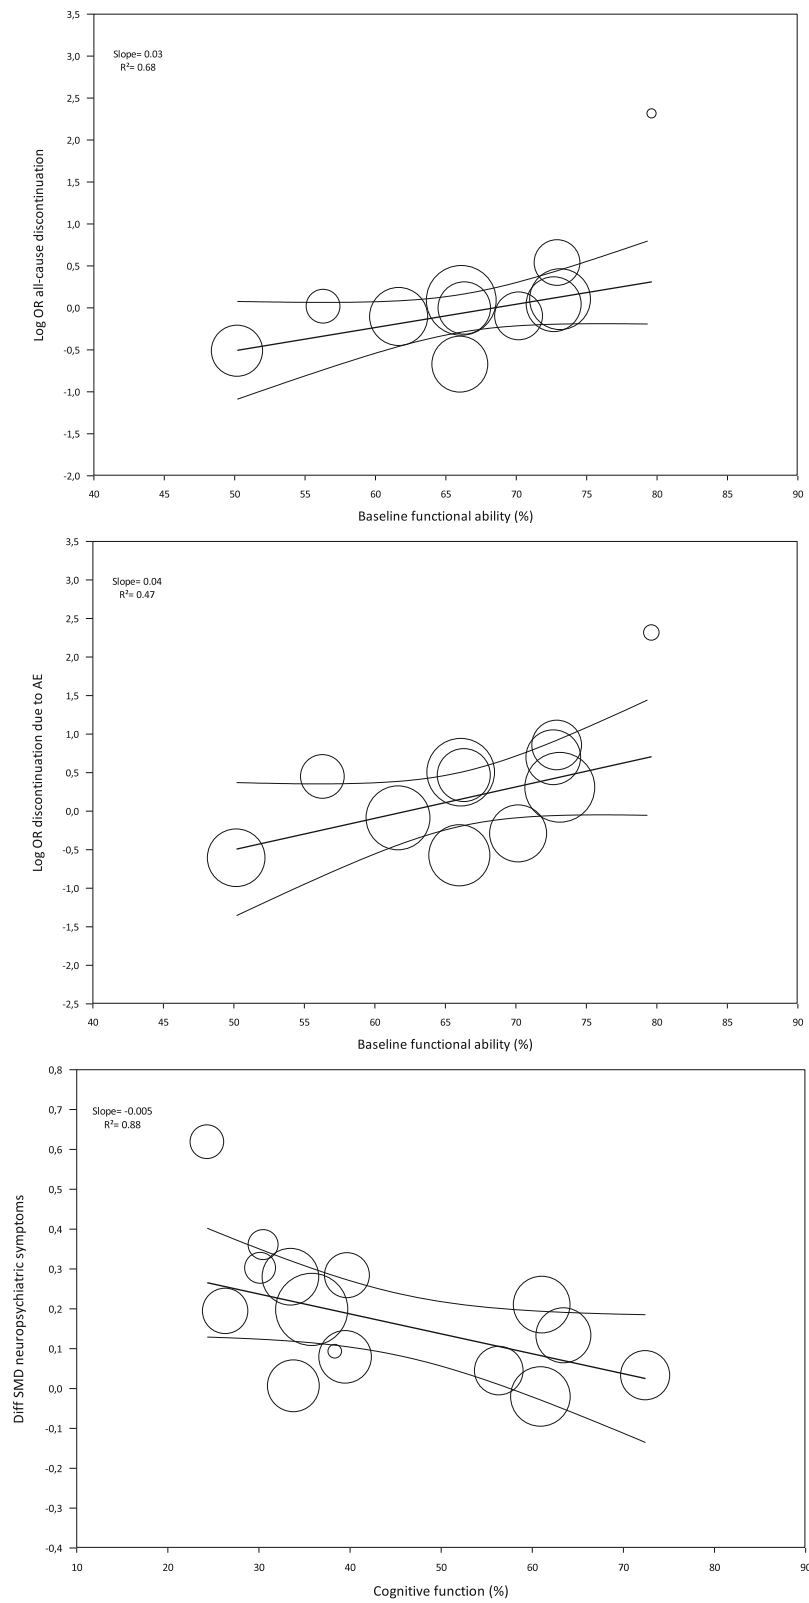 3,5
Slope= 0.03
R²= 0.68
3,0
2,5
2,0
1,5
1,0
0,5
0,0
-0,5
-1,0
-1,5
-2,0
Log OR all-cause discontinuation
40 45 50 55 60 65 70 75 80 85 90
Baseline functional ability (%)
3,5
Slope= 0.04
R²= 0.47
3,0
2,5
2,0
1,5
1,0
0,5
0,0
-0,5
-1,0
-1,5
-2,0
-2,5
Log OR discontinuation due to AE
40 45 50 55 60 65 70 75 80 85 90
Baseline functional ability (%)
0,8
Slope= -0.005
R²= 0.88
0,7
0,6
0,5
0,4
0,3
0,2
0,1
0,0
-0,1
-0,2
-0,3
-0,4
Diff SMD neuropsychiatric symptoms
10 20 30 40 50 60 70 80 90
Cognitive function (%)